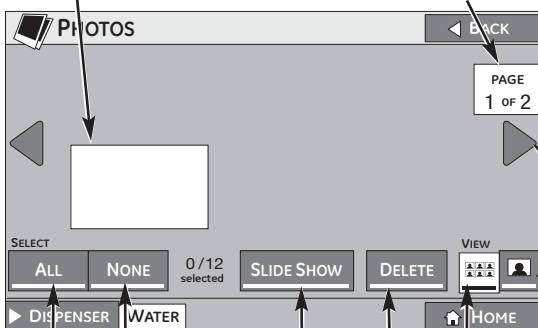 PHOTOS
BACK
PAGE
1 OF 2
SELECT
VIEW
ALL
NONE
0/12
selected
SLIDE SHOW
DELETE
DISPENSER
WATER
HOME